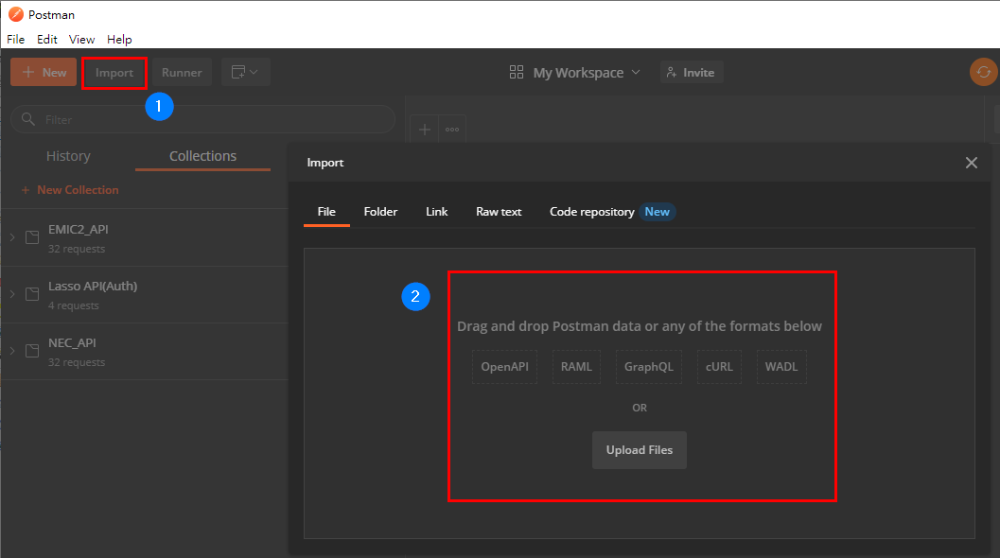 Postman
File Edit View Help
+ New Import Runner My Workspace Invite
1
Filter
History Collections
+ New Collection
EMIC2_API
32 requests
Lasso API(Auth)
4 requests
NEC_API
32 requests
Import
File Folder Link Raw text Code repository New
2
Drag and drop Postman data or any of the formats below
OpenAPI RAML GraphQL cURL WADL
OR
Upload Files